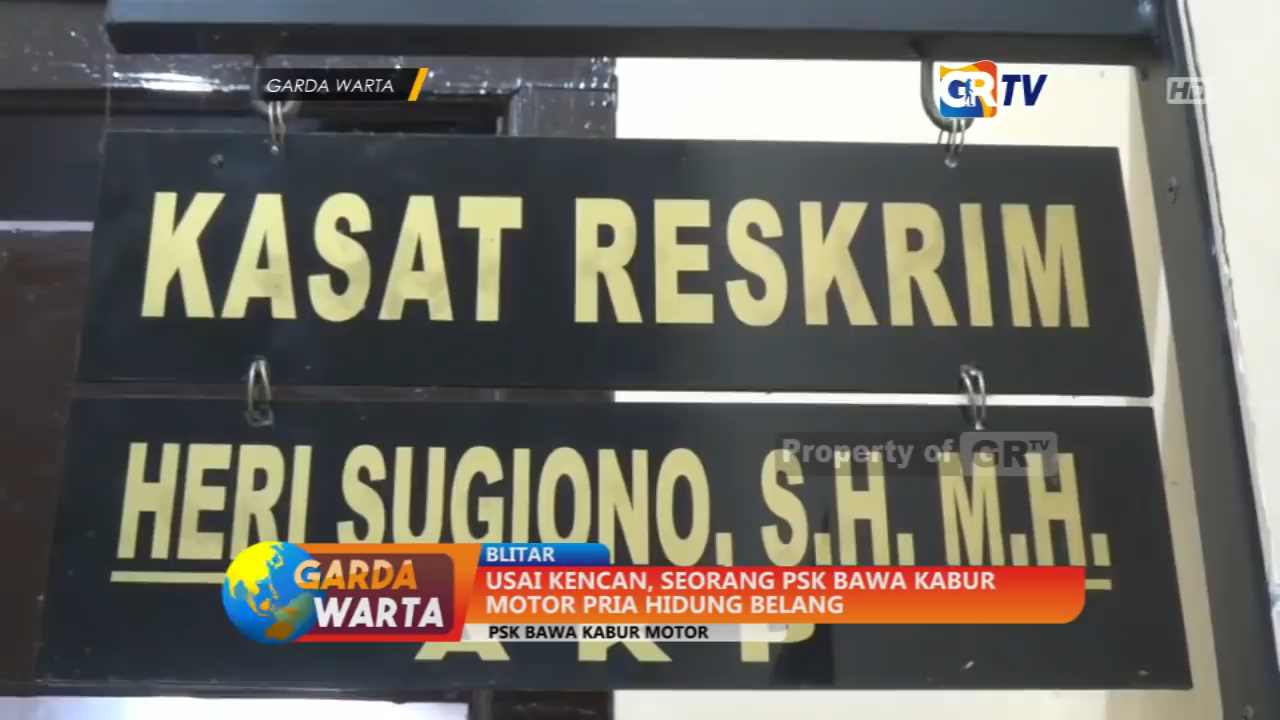 GARDA WARTA
GRTV
HD
KASAT RESKRIM
HERI SUGIONO, S.H. M.H.
Property of GRTV
BLITAR
GARDA
WARTA
USAI KENCAN, SEORANG PSK BAWA KABUR
MOTOR PRIA HIDUNG BELANG
PSK BAWA KABUR MOTOR
AKP